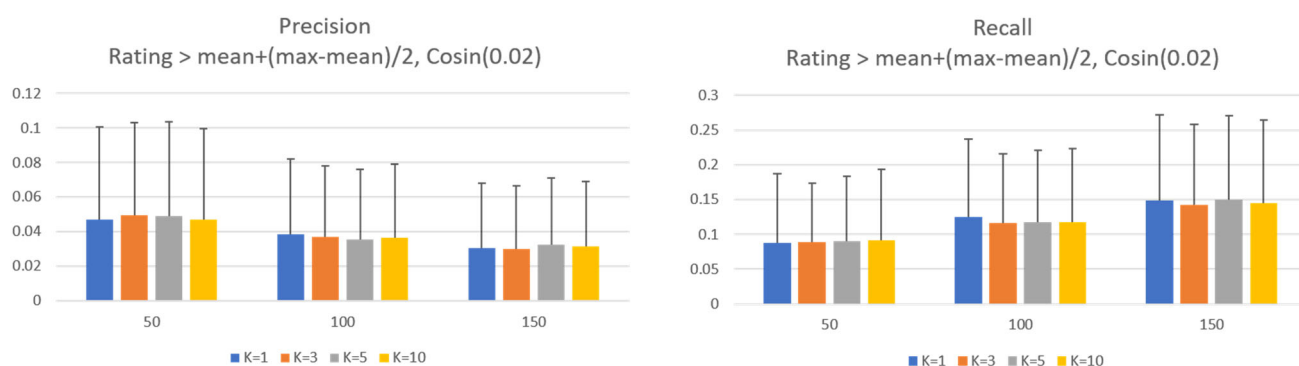 Precision
Rating > mean+(max-mean)/2, Cosin(0.02)
0.12
0.1
0.08
0.06
0.04
0.02
0
50 100 150
K=1 K=3 K=5 K=10
Recall
Rating > mean+(max-mean)/2, Cosin(0.02)
0.3
0.25
0.2
0.15
0.1
0.05
0
50 100 150
K=1 K=3 K=5 K=10